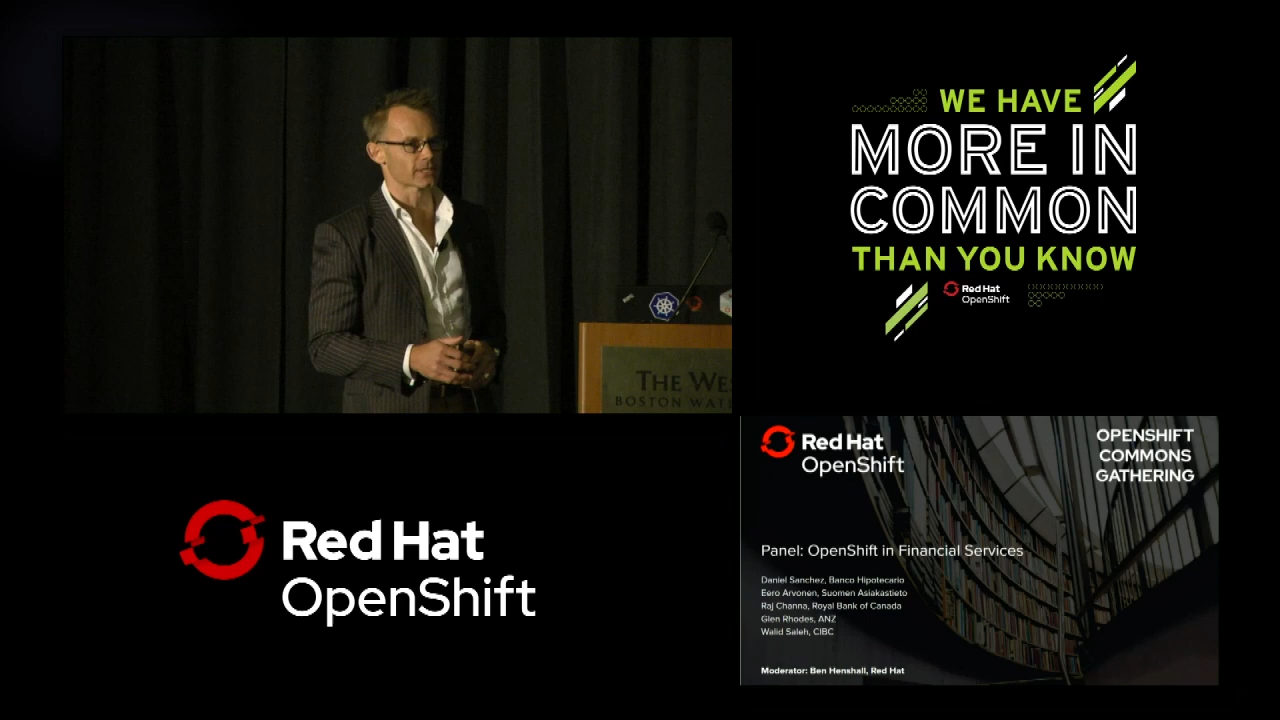 WE HAVE
MORE IN
COMMON
THAN YOU KNOW
Red Hat
OpenShift
THE
BOSTON
Red Hat
OpenShift
OPENSHIFT
COMMONS
GATHERING
Panel: OpenShift in Financial Services
Daniel Sanchez, Banco Hipotecario
Eero Arvonen, Suomen Asiakastieto
Raj Channa, Royal Bank of Canada
Glen Rhodes, ANZ
Walid Saleh, CIBC
Moderator: Ben Henshall, Red Hat
Red Hat
OpenShift